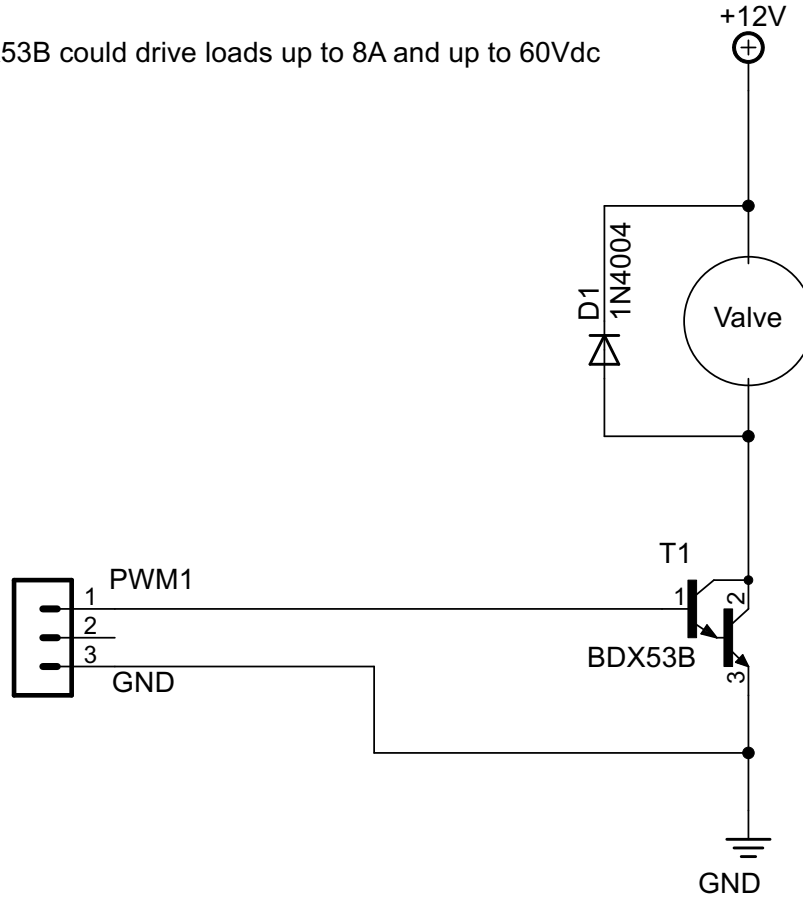 +12V
53B could drive loads up to 8A and up to 60Vdc
D1
1N4004
Valve
T1
PWM1
1
2
3
GND
1
2
3
BDX53B
GND